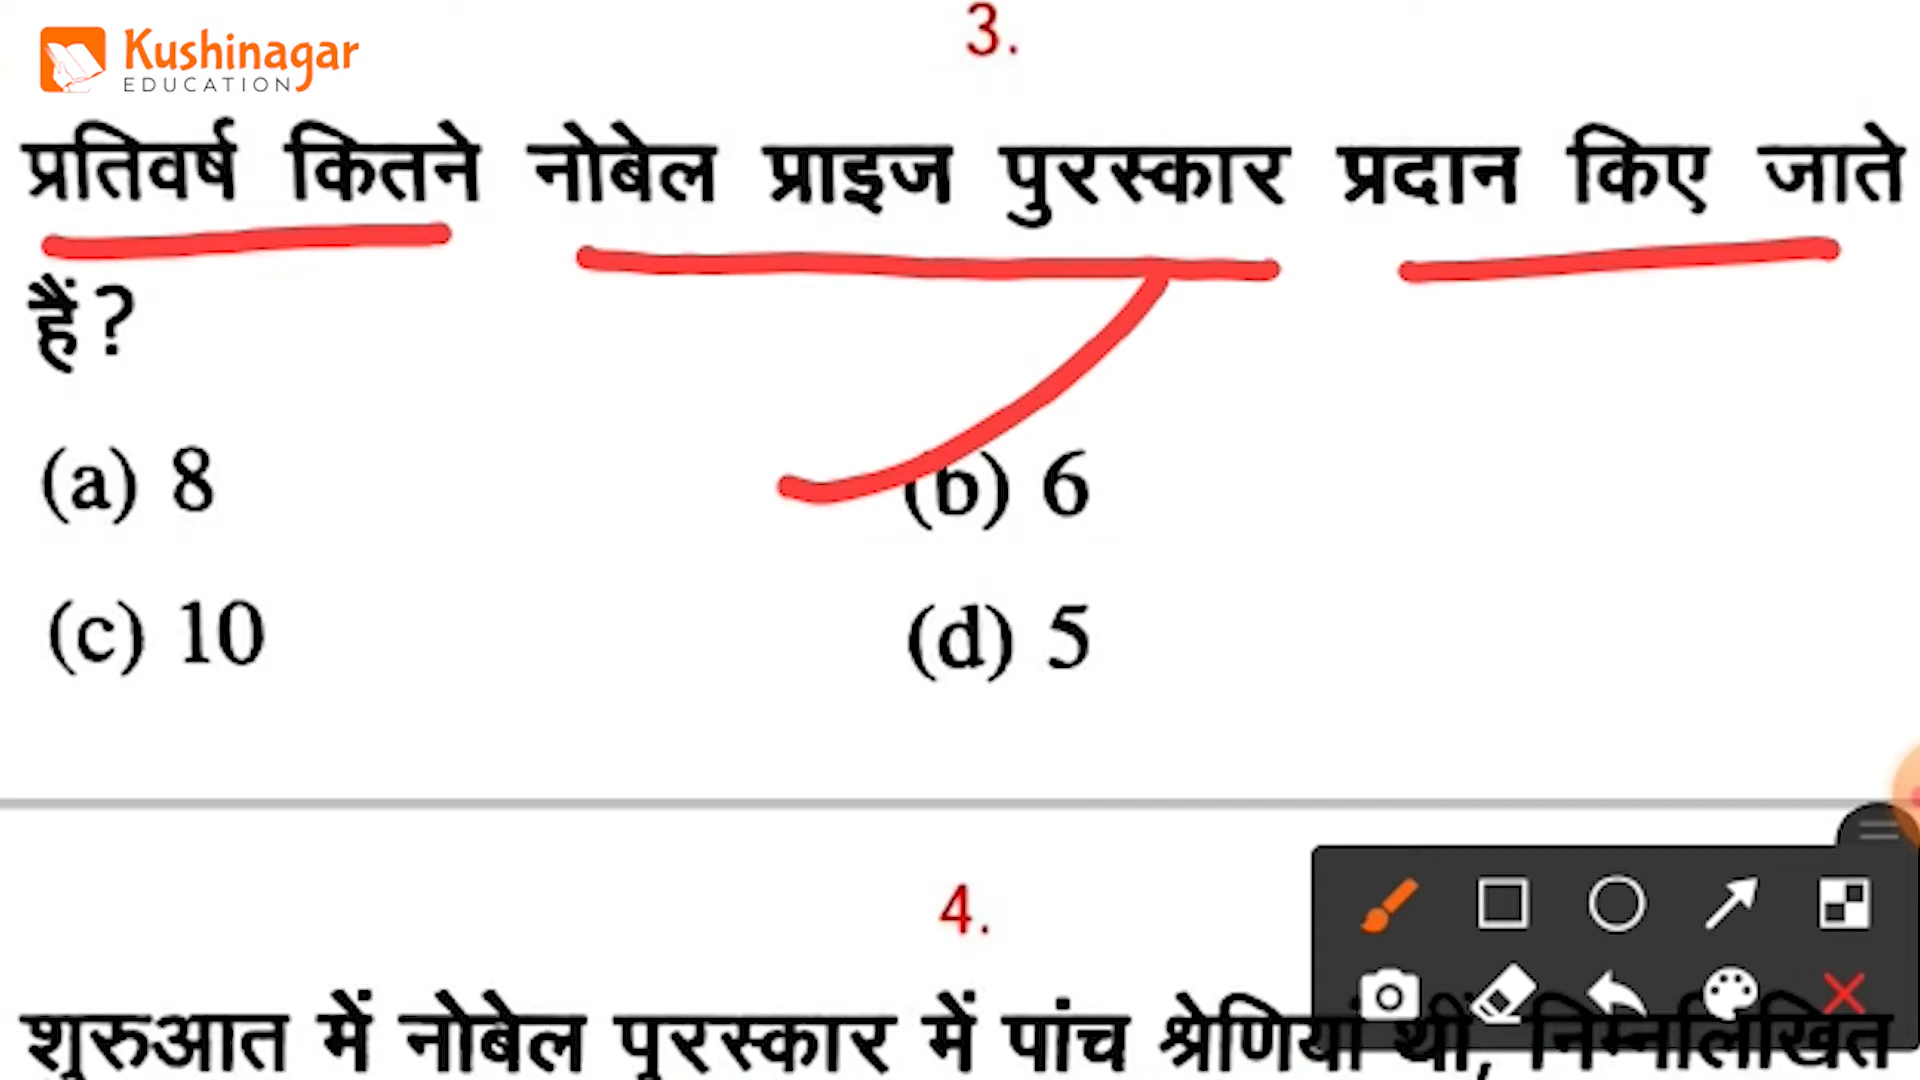 Kushinagar
EDUCATION
3.
प्रतिवर्ष कितने नोबेल प्राइज पुरस्कार प्रदान किए जाते
हैं?
(a) 8 (b) 6
(c) 10 (d) 5
4.
शुरुआत में नोबेल पुरस्कार में पांच श्रेणियां थीं, निम्नलिखित